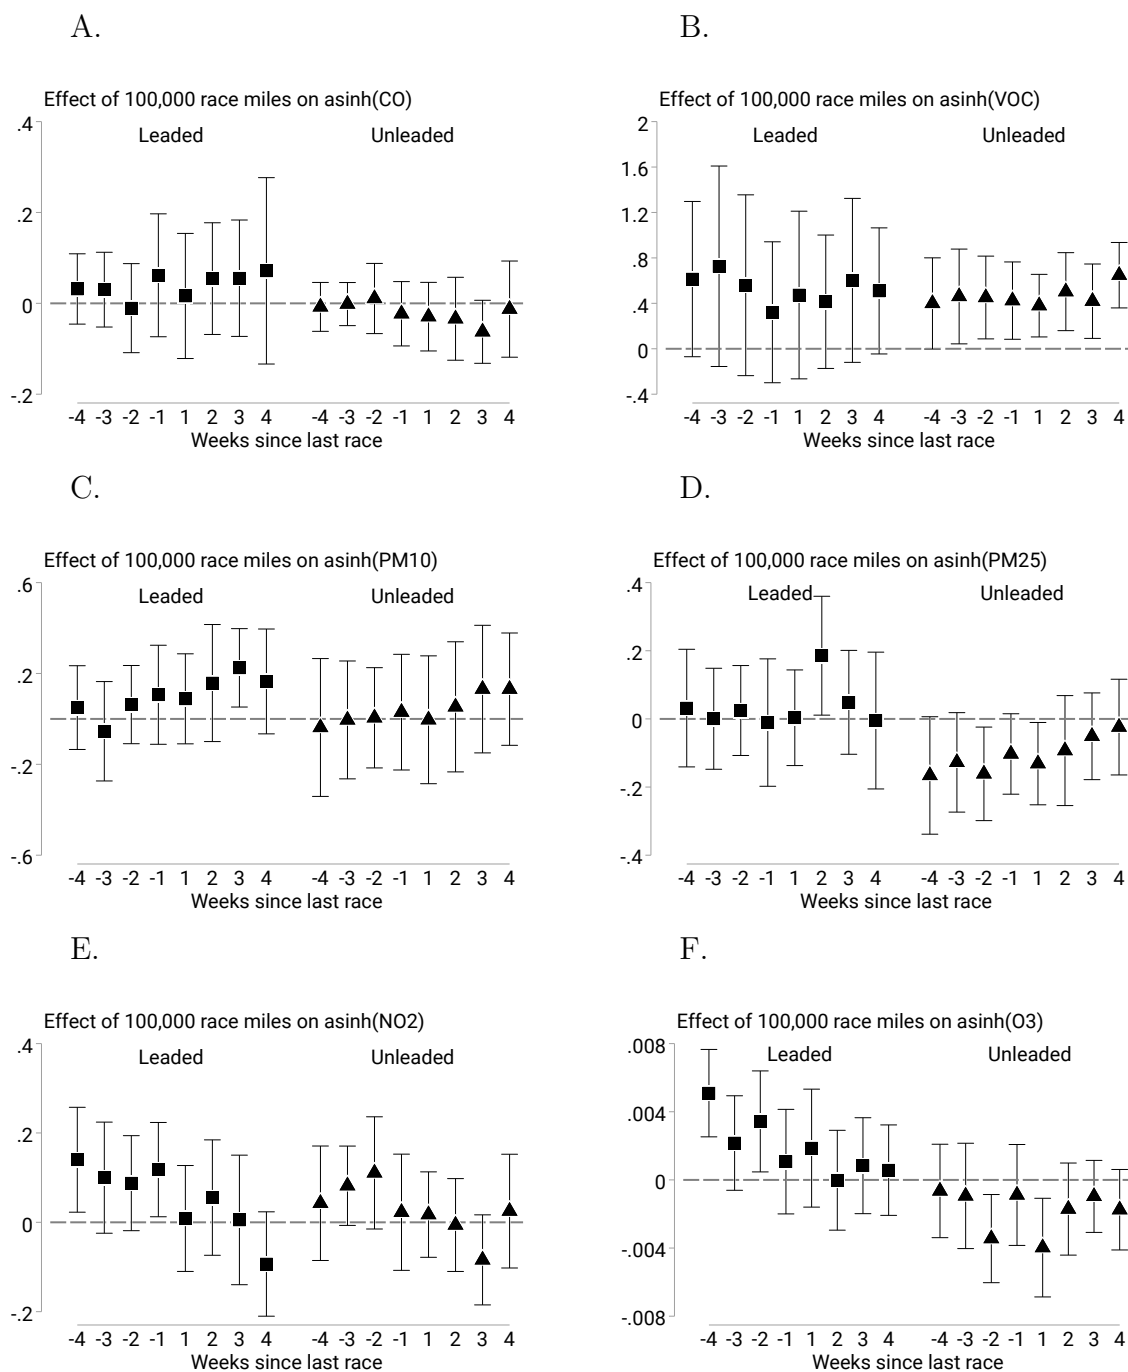 A.
Effect of 100,000 race miles on asinh(CO)
.4
.2
0
-.2
Leaded
Unleaded
-4 -3 -2 -1 1 2 3 4 -4 -3 -2 -1 1 2 3 4
Weeks since last race
B.
Effect of 100,000 race miles on asinh(VOC)
2
1.6
1.2
.8
.4
0
-.4
Leaded
Unleaded
-4 -3 -2 -1 1 2 3 4 -4 -3 -2 -1 1 2 3 4
Weeks since last race
C.
Effect of 100,000 race miles on asinh(PM10)
.6
.2
-.2
-.6
Leaded
Unleaded
-4 -3 -2 -1 1 2 3 4 -4 -3 -2 -1 1 2 3 4
Weeks since last race
D.
Effect of 100,000 race miles on asinh(PM25)
.4
.2
0
-.2
-.4
Leaded
Unleaded
-4 -3 -2 -1 1 2 3 4 -4 -3 -2 -1 1 2 3 4
Weeks since last race
E.
Effect of 100,000 race miles on asinh(NO2)
.4
.2
0
-.2
Leaded
Unleaded
-4 -3 -2 -1 1 2 3 4 -4 -3 -2 -1 1 2 3 4
Weeks since last race
F.
Effect of 100,000 race miles on asinh(O3)
.008
.004
0
-.004
-.008
Leaded
Unleaded
-4 -3 -2 -1 1 2 3 4 -4 -3 -2 -1 1 2 3 4
Weeks since last race